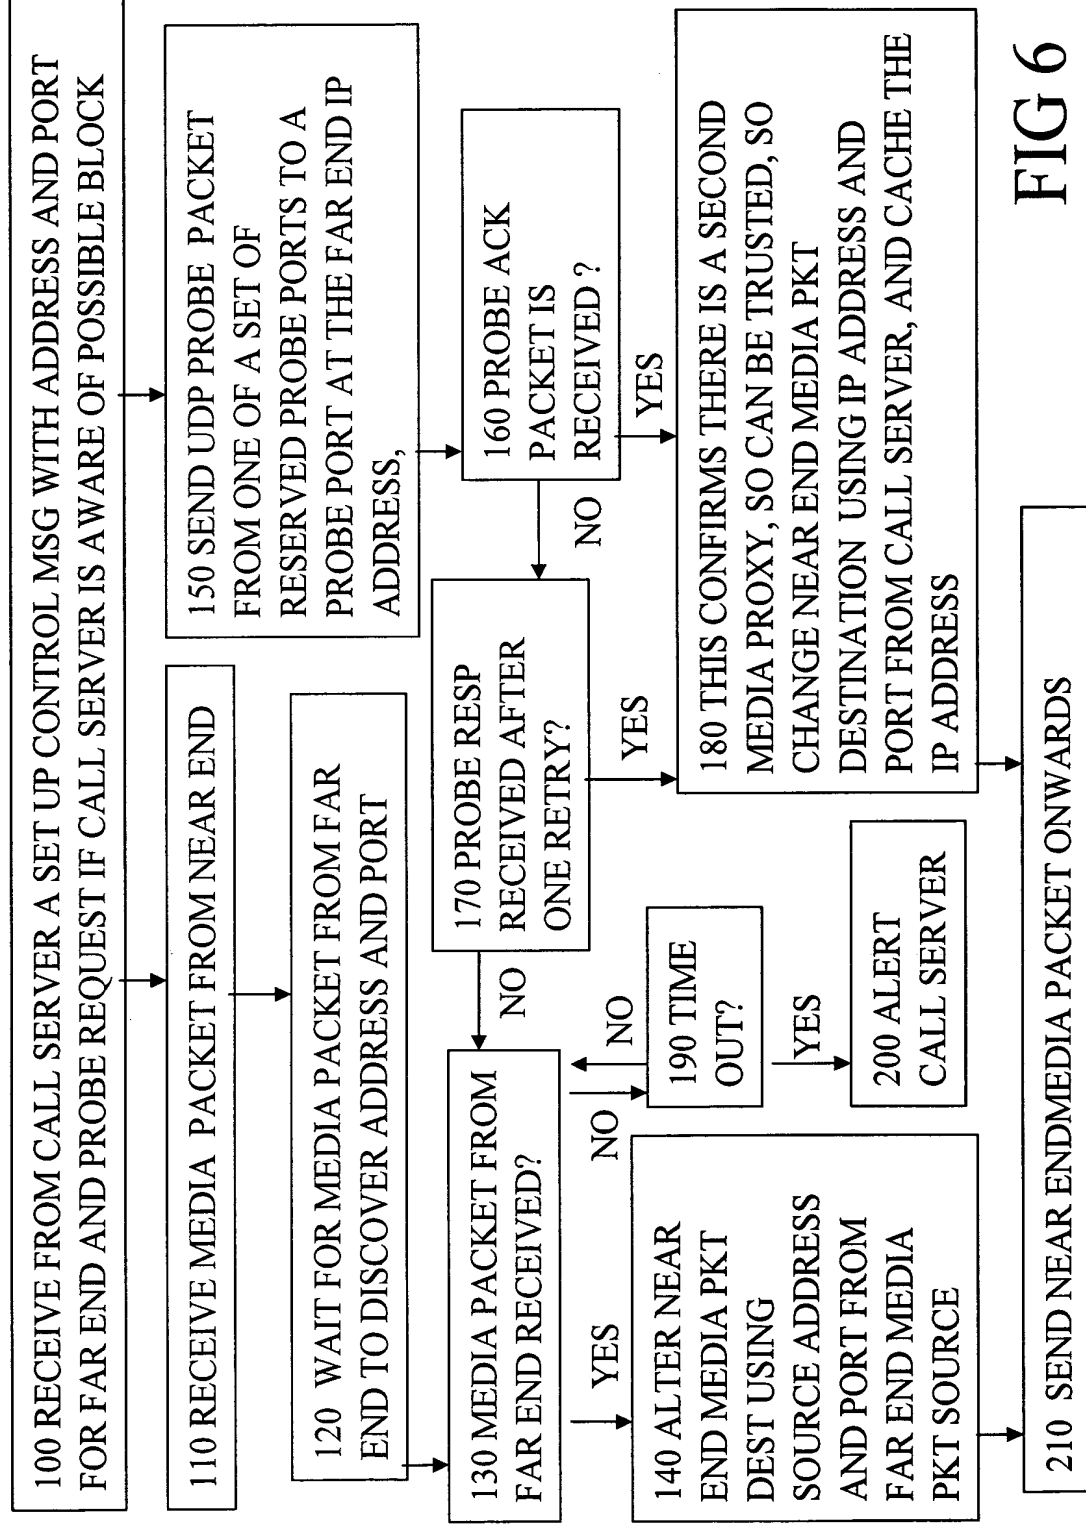 100 RECEIVE FROM CALL SERVER A SET UP CONTROL MSG WITH ADDRESS AND PORT
FOR FAR END AND PROBE REQUEST IF CALL SERVER IS AWARE OF POSSIBLE BLOCK
110 RECEIVE MEDIA PACKET FROM NEAR END
120 WAIT FOR MEDIA PACKET FROM FAR
END TO DISCOVER ADDRESS AND PORT
150 SEND UDP PROBE PACKET
FROM ONE OF A SET OF
RESERVED PROBE PORTS TO A
PROBE PORT AT THE FAR END IP
ADDRESS,
130 MEDIA PACKET FROM
FAR END RECEIVED?
NO
170 PROBE RESP
RECEIVED AFTER
ONE RETRY?
NO
160 PROBE ACK
PACKET IS
RECEIVED ?
YES
NO
NO
YES
YES
140 ALTER NEAR
END MEDIA PKT
DEST USING
SOURCE ADDRESS
AND PORT FROM
FAR END MEDIA
PKT SOURCE
190 TIME
OUT?
YES
200 ALERT
CALL SERVER
180 THIS CONFIRMS THERE IS A SECOND
MEDIA PROXY, SO CAN BE TRUSTED, SO
CHANGE NEAR END MEDIA PKT
DESTINATION USING IP ADDRESS AND
PORT FROM CALL SERVER, AND CACHE THE
IP ADDRESS
210 SEND NEAR ENDMEDIA PACKET ONWARDS
FIG 6